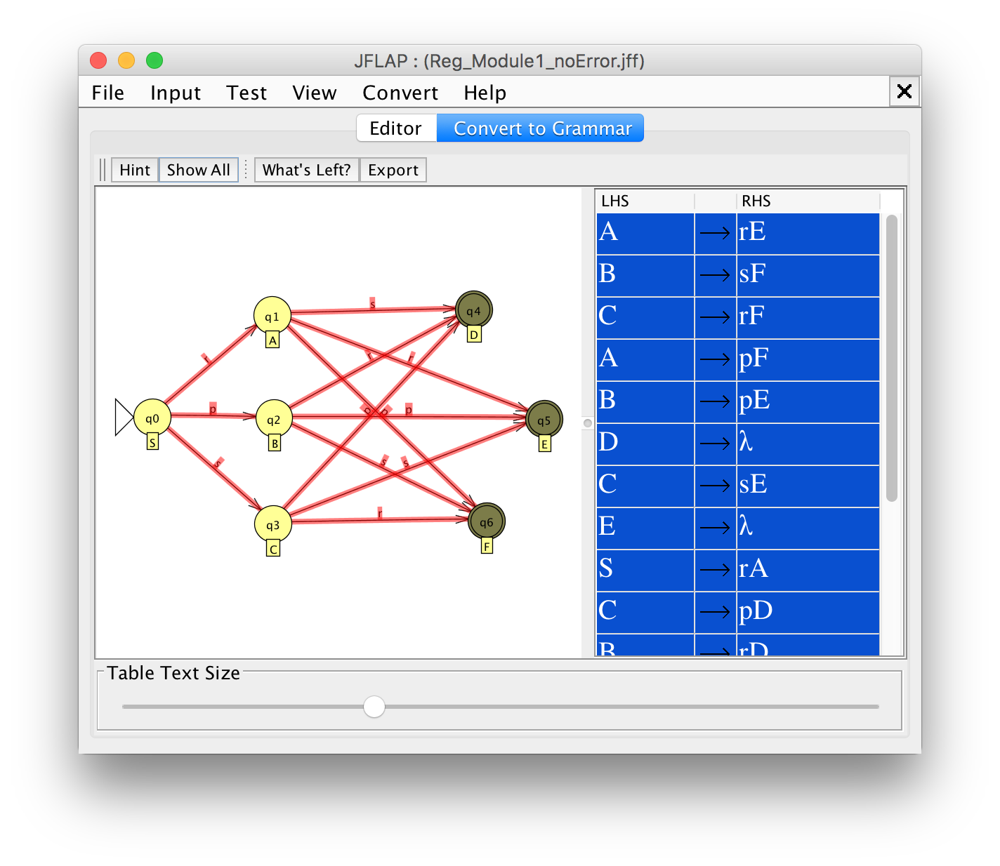 JFLAP : (Reg_Module1_noError.jff)
File Input Test View Convert Help
Editor Convert to Grammar
Hint Show All What's Left? Export
LHS RHS
A → rE
B → sF
C → rF
A → pF
B → pE
D → λ
C → sE
E → λ
S → rA
C → pD
B → rD
s
q4
q1
D
A
r
r
r
p
p
p
p
q0
q2
q5
S
B
E
s
s
s
r
q3
q6
C
F
Table Text Size